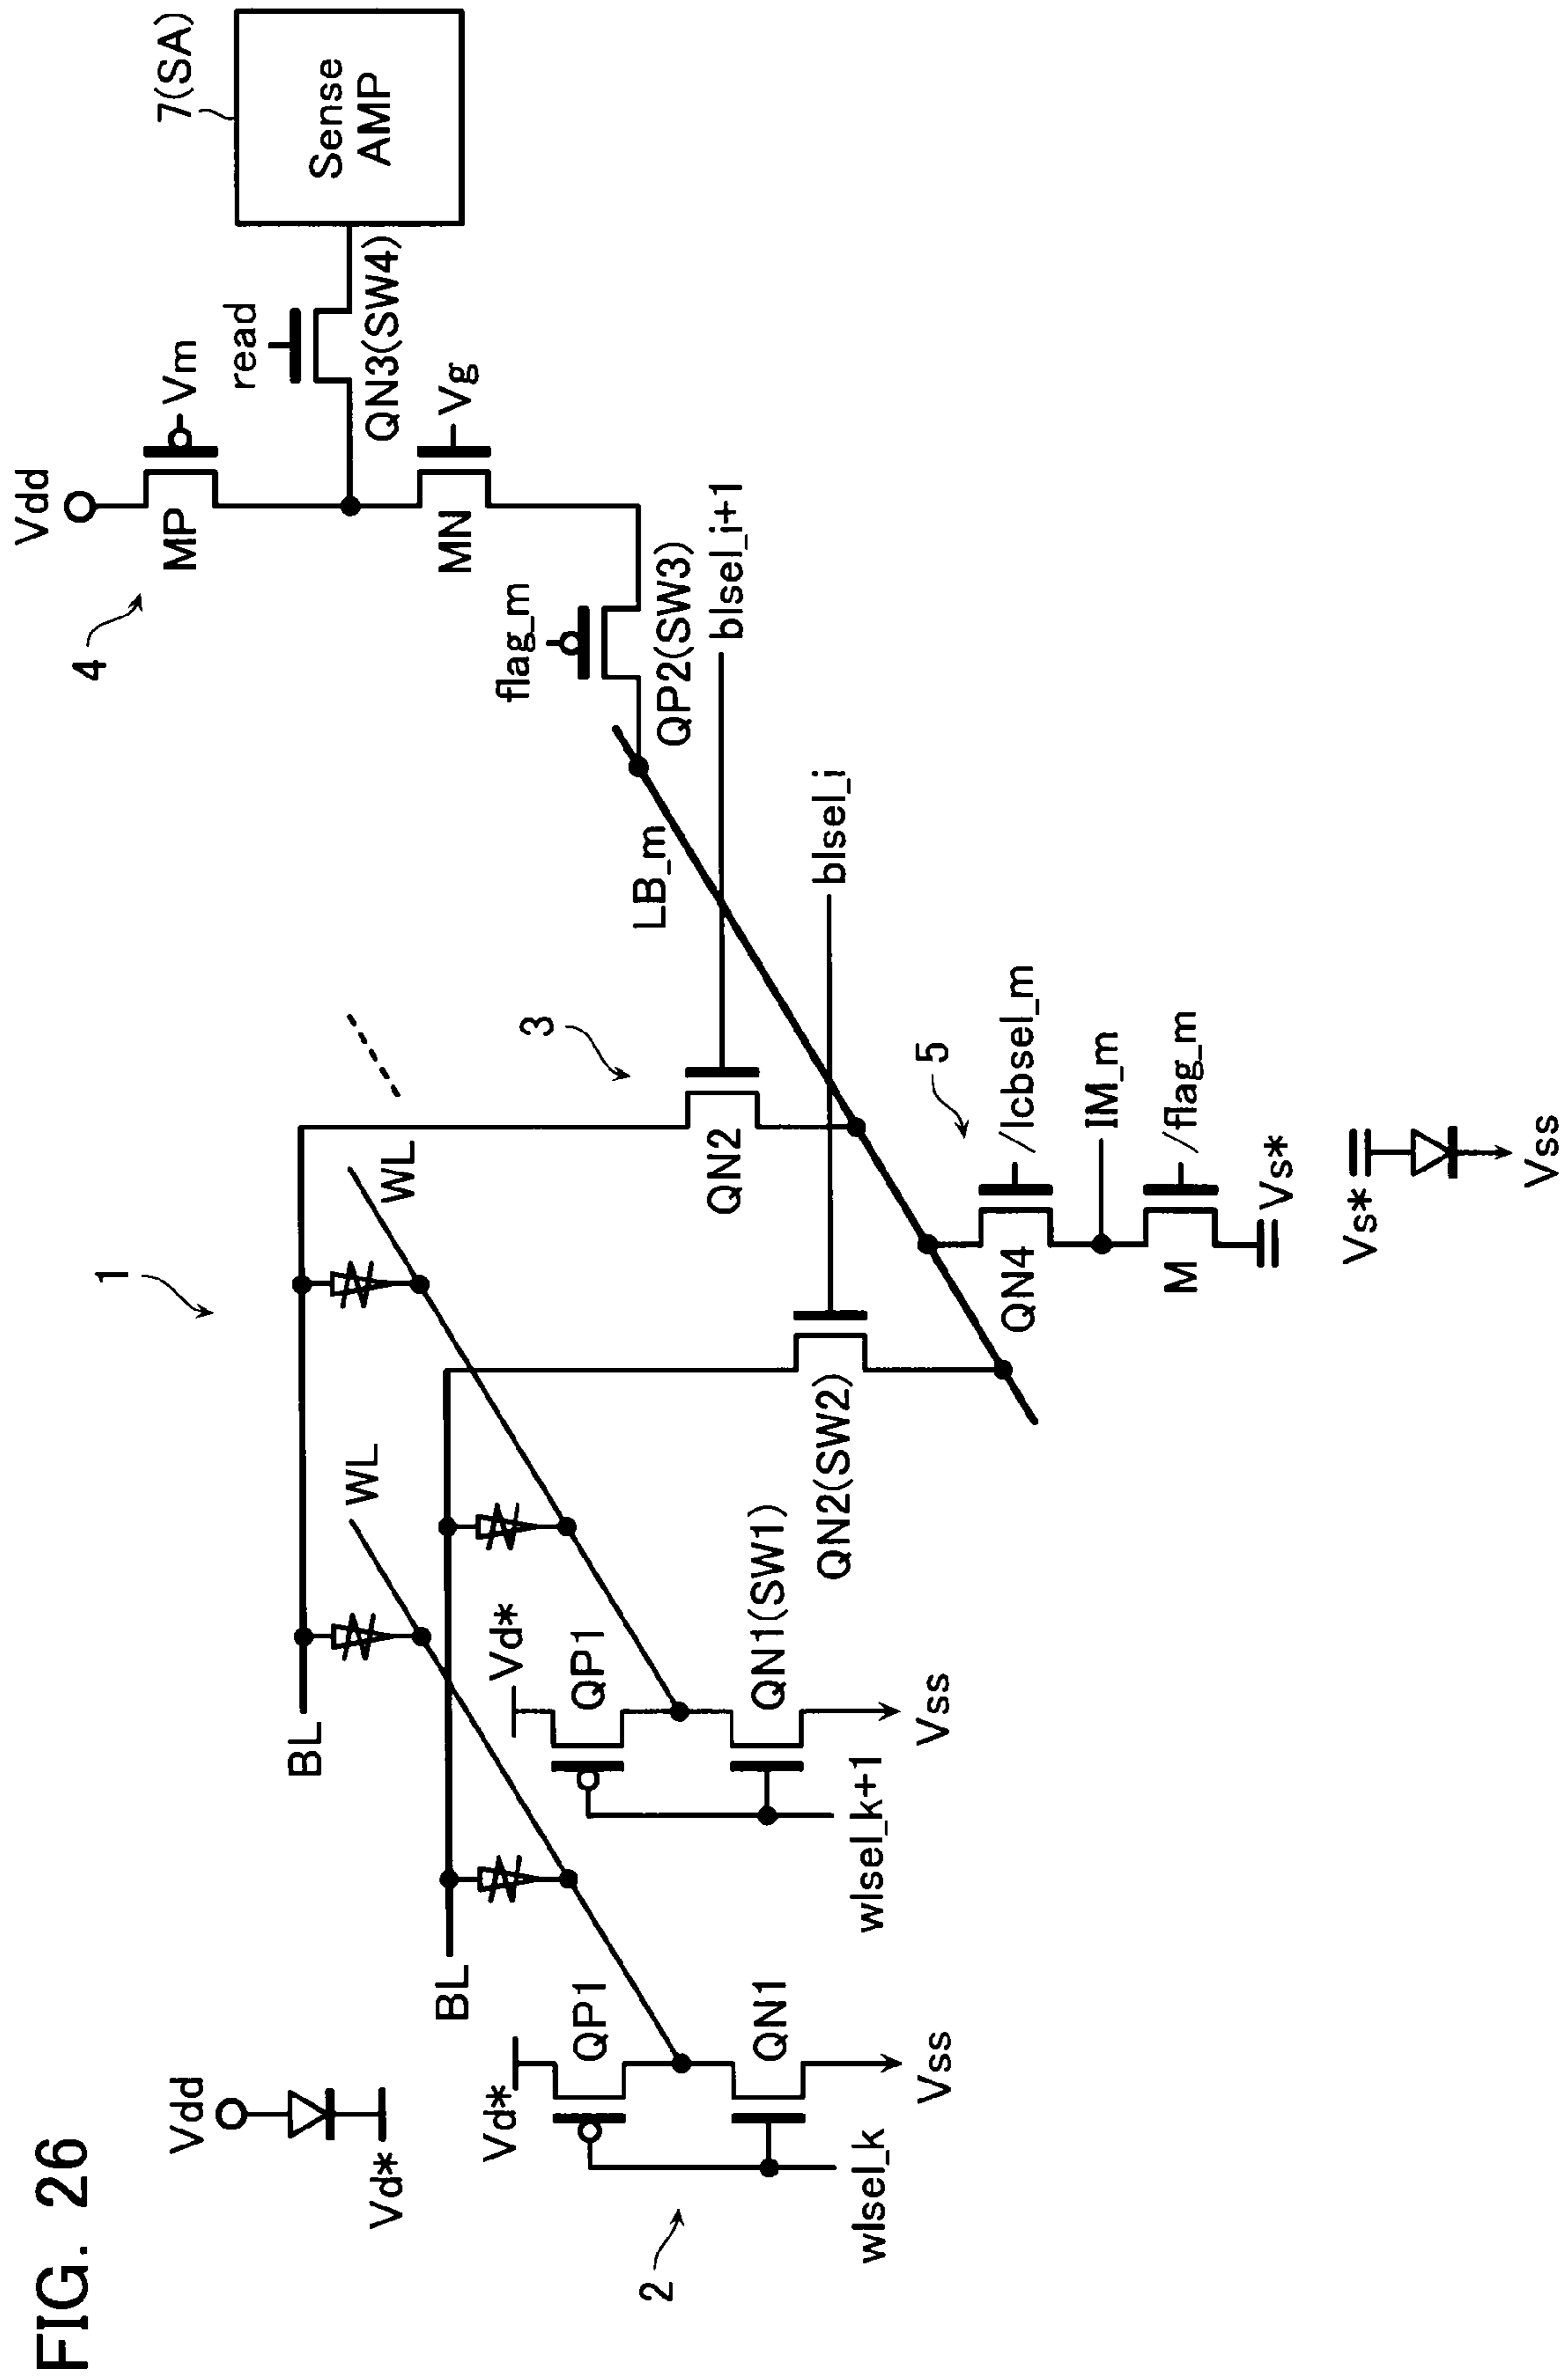 FIG. 26
Vdd
Vd*
1
2
BL
BL
WL
WL
Vd*
QP1
QN1
Vss
wlsel_k
Vd*
QP1
QN1(SW1)
Vss
wlsel_k+1
QN2(SW2)
QN2
3
blsel_i
blsel_i+1
LB_m
5
QN4
/lcbsel_m
IM_m
M
/flag_m
Vs*
Vs*
Vss
flag_m
QP2(SW3)
4
Vdd
MP
Vm
MN
Vg
read
QN3(SW4)
7(SA)
Sense
AMP